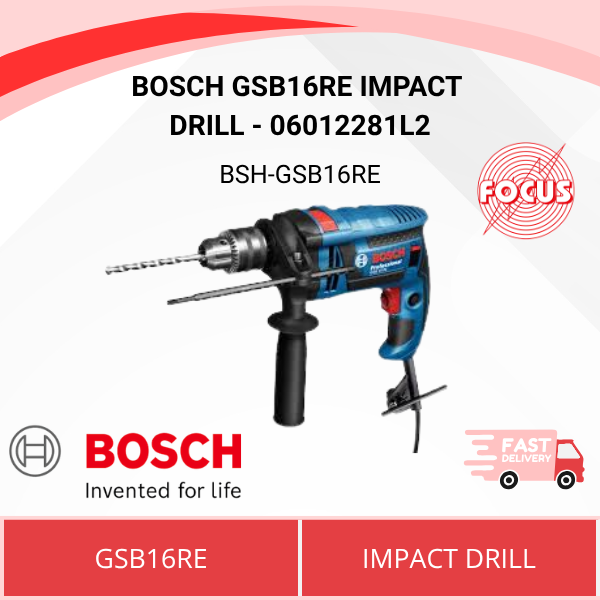 BOSCH GSB16RE IMPACT
DRILL - 06012281L2
BSH-GSB16RE
FOCUS
BOSCH
Professional
BOSCH
Invented for life
FAST
DELIVERY
GSB16RE
IMPACT DRILL